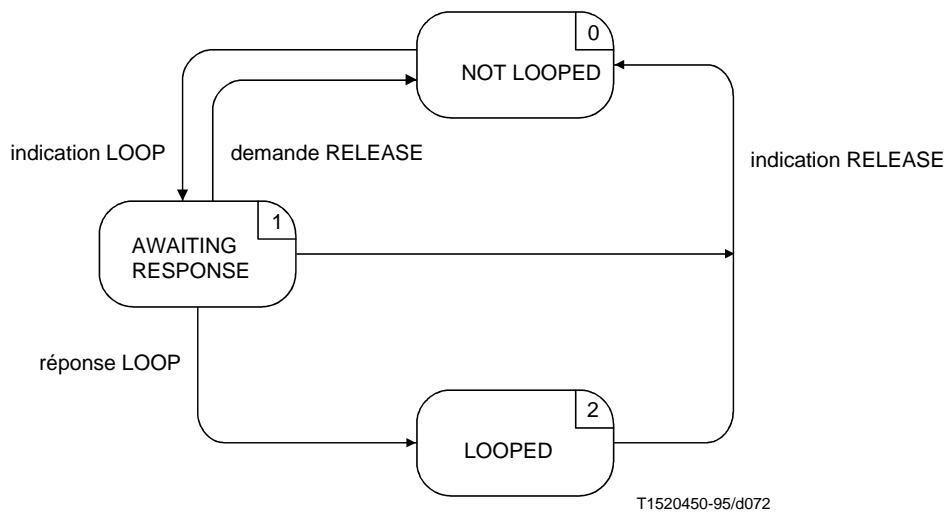 0
NOT LOOPED
indication LOOP
demande RELEASE
indication RELEASE
1
AWAITING
RESPONSE
réponse LOOP
2
LOOPED
T1520450-95/d072